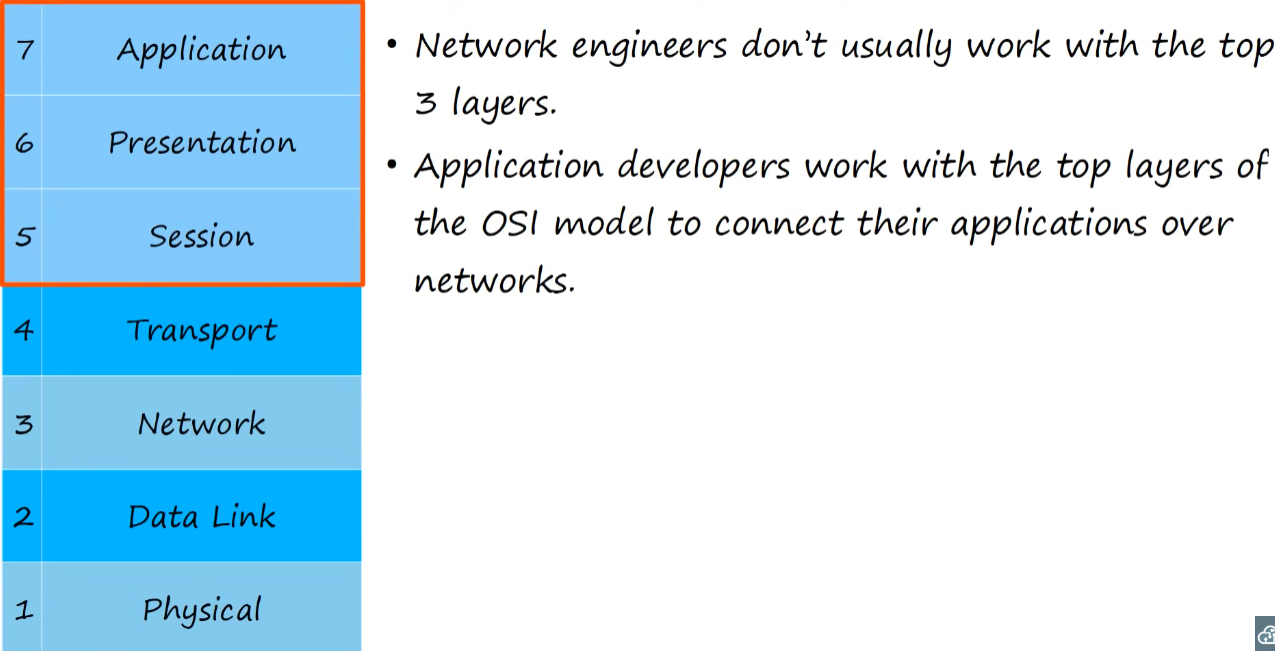 7 Application
6 Presentation
5 Session
4 Transport
3 Network
2 Data Link
1 Physical
• Network engineers don't usually work with the top
3 layers.
• Application developers work with the top layers of
the OSI model to connect their applications over
networks.